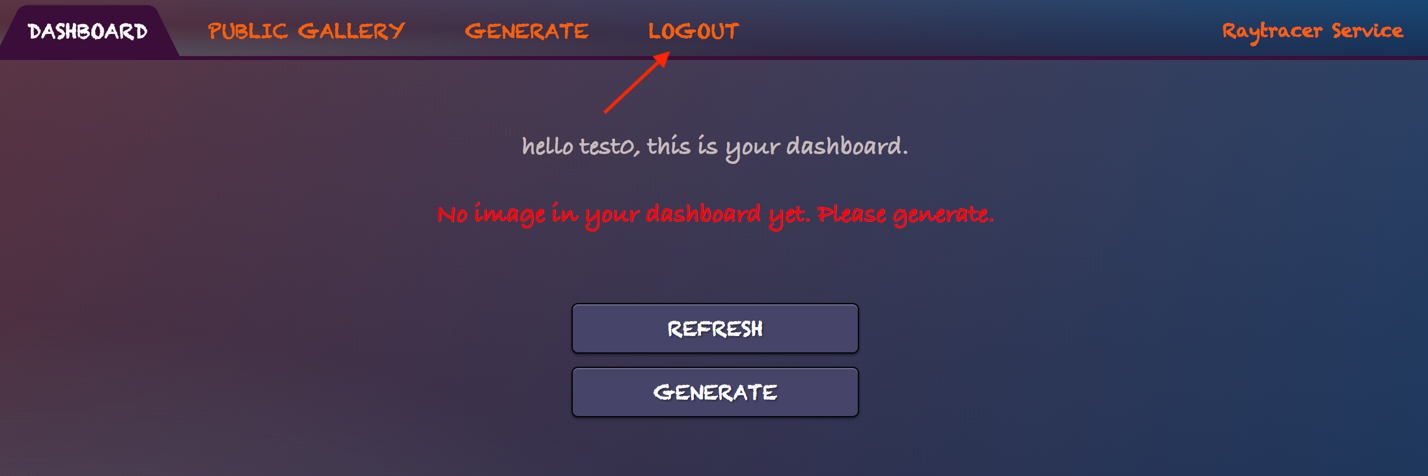 DASHBOARD PUBLIC GALLERY GENERATE LOGOUT Raytracer Service
hello test0, this is your dashboard.
No image in your dashboard yet. Please generate.
REFRESH
GENERATE